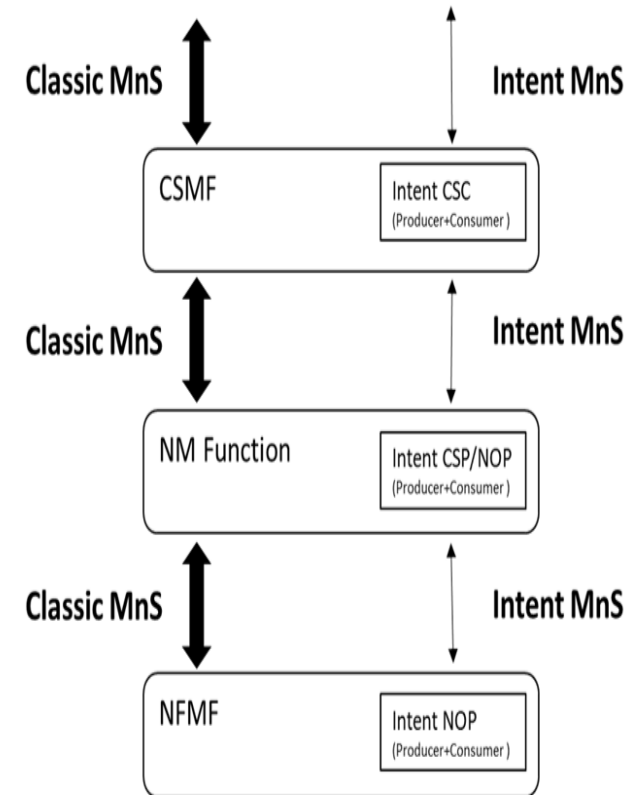 Classic MnS
Intent MnS
CSMF
Intent CSC
(Producer+Consumer )
Classic MnS
Intent MnS
NM Function
Intent CSP/NOP
(Producer+Consumer )
Classic MnS
Intent MnS
NFMF
Intent NOP
(Producer+Consumer )